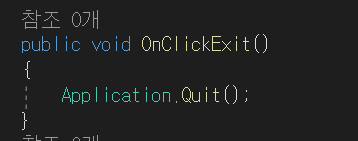 참조 0개
public void OnClickExit()
{
Application.Quit();
}